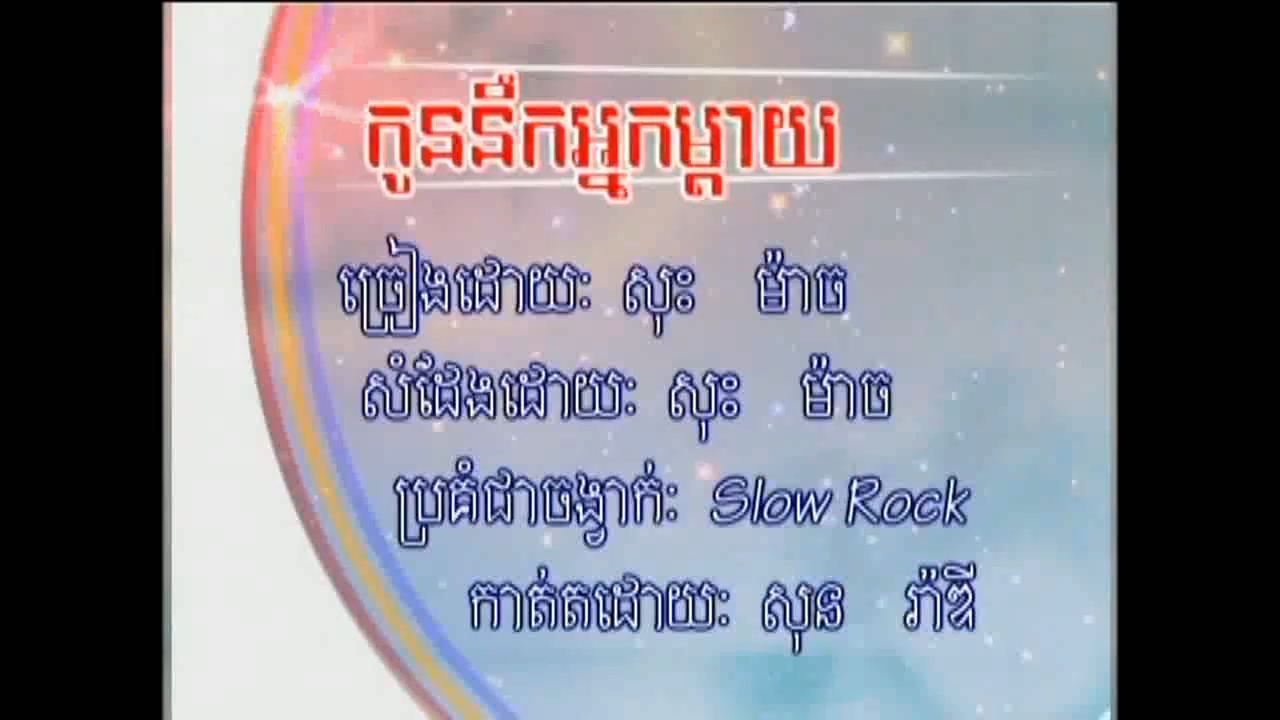 កូននឹកអ្នកម្ដាយ
ច្រៀងដោយៈ សុះ ម៉ាច
សំដែងដោយៈ សុះ ម៉ាច
ប្រគំជាចង្វាក់ៈ Slow Rock
កាត់តដោយៈ សុន រ៉ាឌី